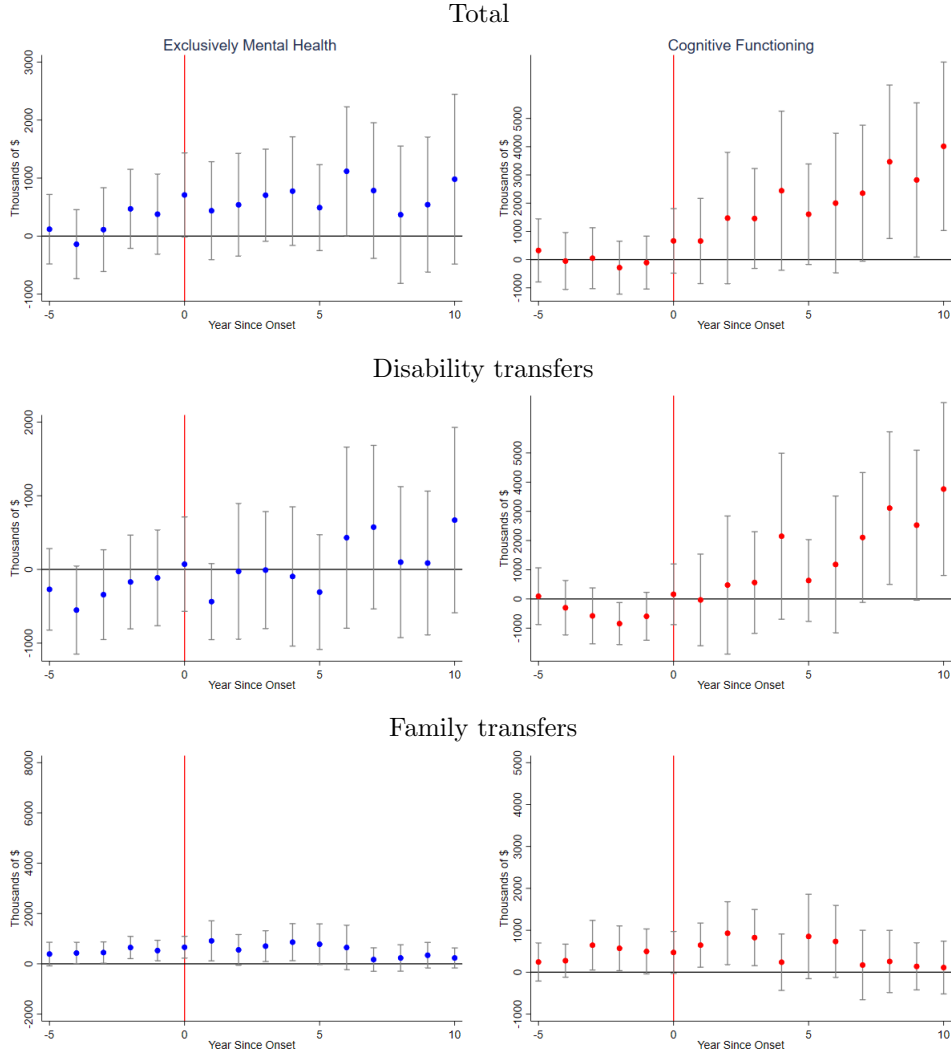 Total
Exclusively Mental Health
Cognitive Functioning
Thousands of $
3000
2000
1000
0
-1000
-5 0 5 10
Year Since Onset
Thousands of $
5000
4000
3000
2000
1000
0
-1000
-5 0 5 10
Year Since Onset
Disability transfers
Thousands of $
2000
1000
0
-1000
-5 0 5 10
Year Since Onset
Thousands of $
5000
4000
3000
2000
1000
0
-1000
-5 0 5 10
Year Since Onset
Family transfers
Thousands of $
8000
6000
4000
2000
0
-2000
-5 0 5 10
Year Since Onset
Thousands of $
5000
4000
3000
2000
1000
0
-1000
-5 0 5 10
Year Since Onset